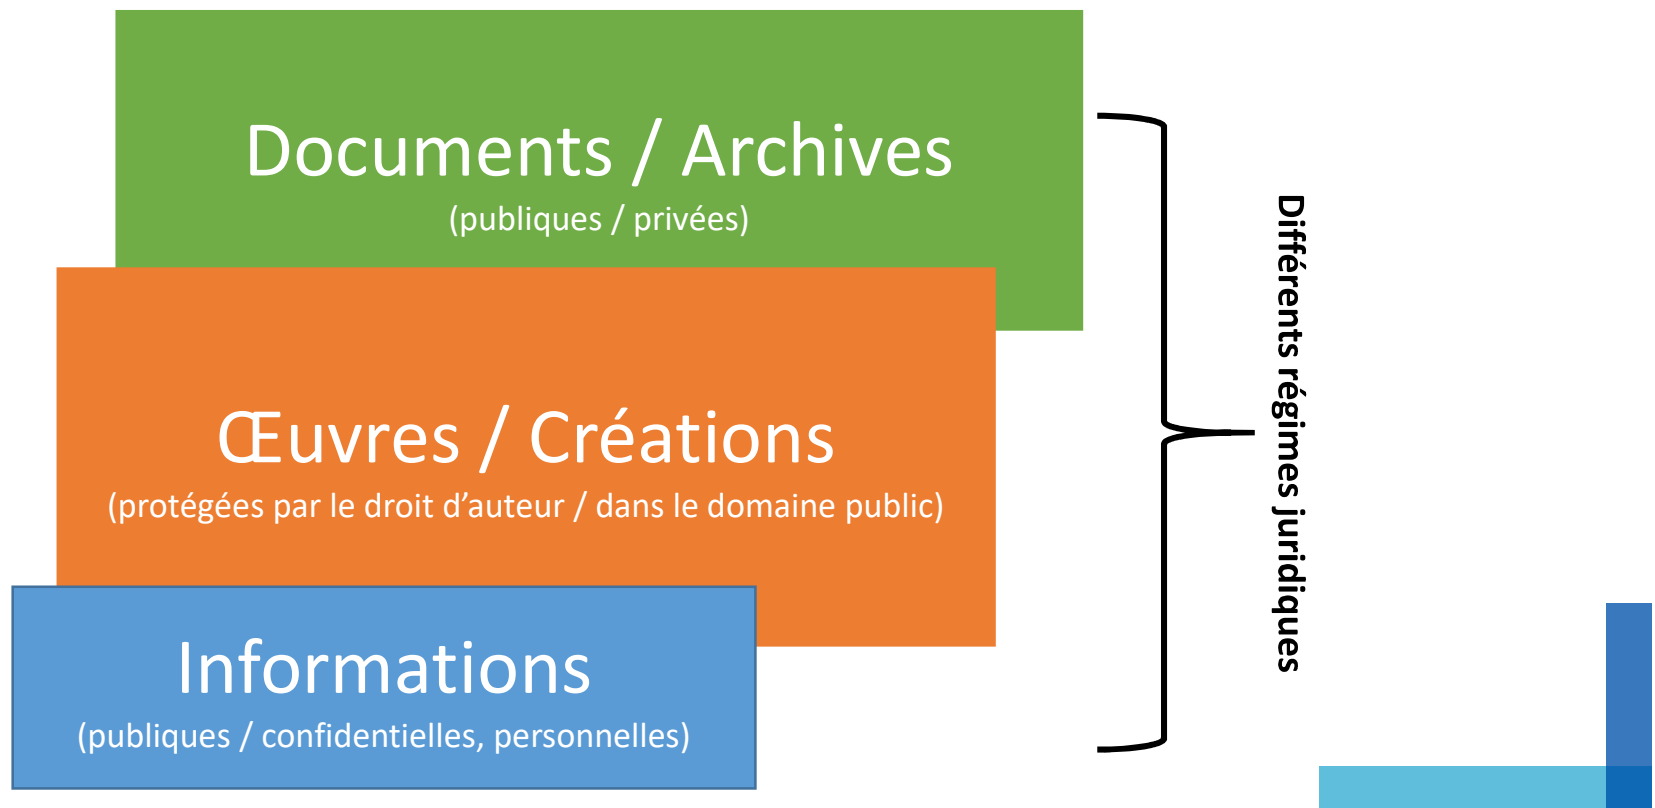 Documents / Archives
(publiques / privées)
Œuvres / Créations
(protégées par le droit d’auteur / dans le domaine public)
Informations
(publiques / confidentielles, personnelles)
Différents régimes juridiques